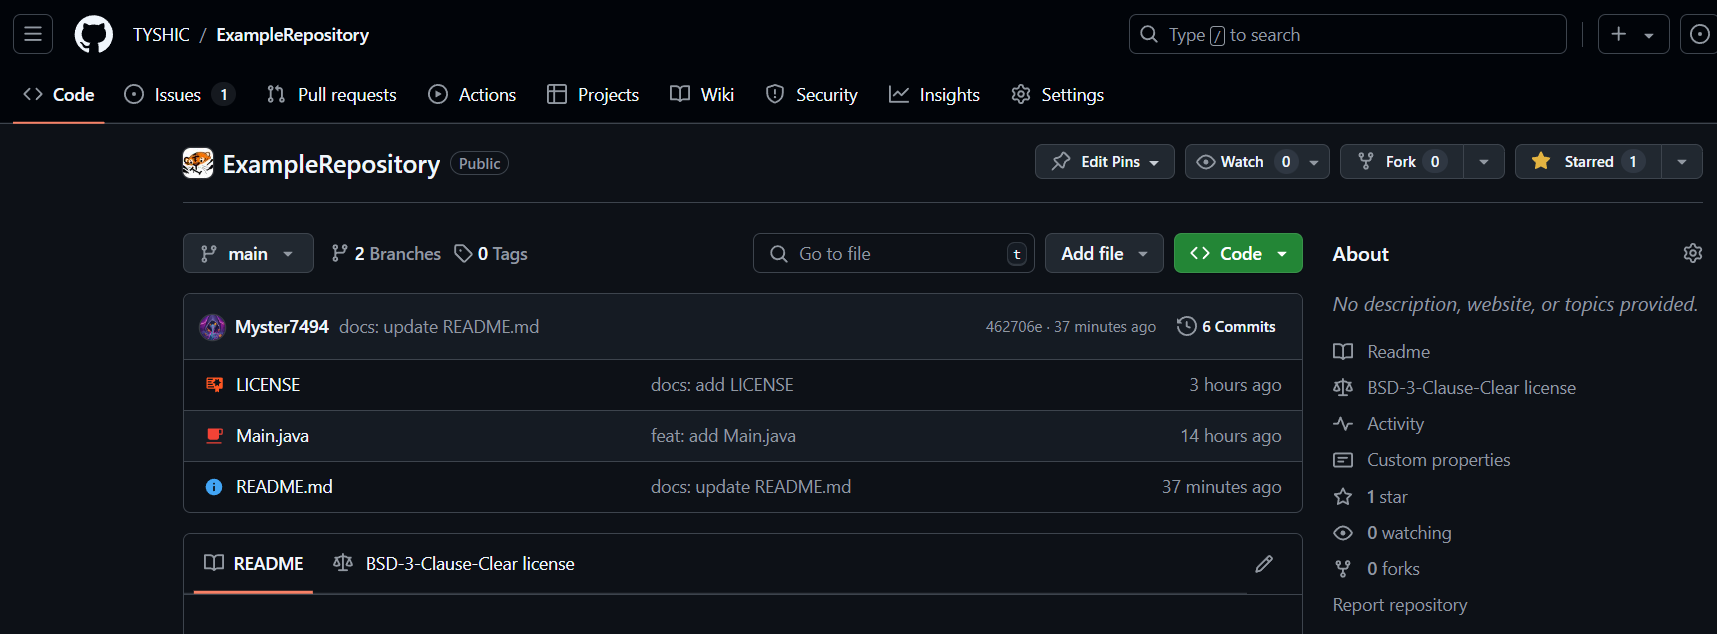 TYSHIC / ExampleRepository
Type / to search
Code Issues 1 Pull requests Actions Projects Wiki Security Insights Settings
ExampleRepository Public
Edit Pins Watch 0 Fork 0 Starred 1
main 2 Branches 0 Tags
Go to file t Add file Code
Myster7494 docs: update README.md 462706e · 37 minutes ago 6 Commits
LICENSE docs: add LICENSE 3 hours ago
Main.java feat: add Main.java 14 hours ago
README.md docs: update README.md 37 minutes ago
README BSD-3-Clause-Clear license
About
No description, website, or topics provided.
Readme
BSD-3-Clause-Clear license
Activity
Custom properties
1 star
0 watching
0 forks
Report repository